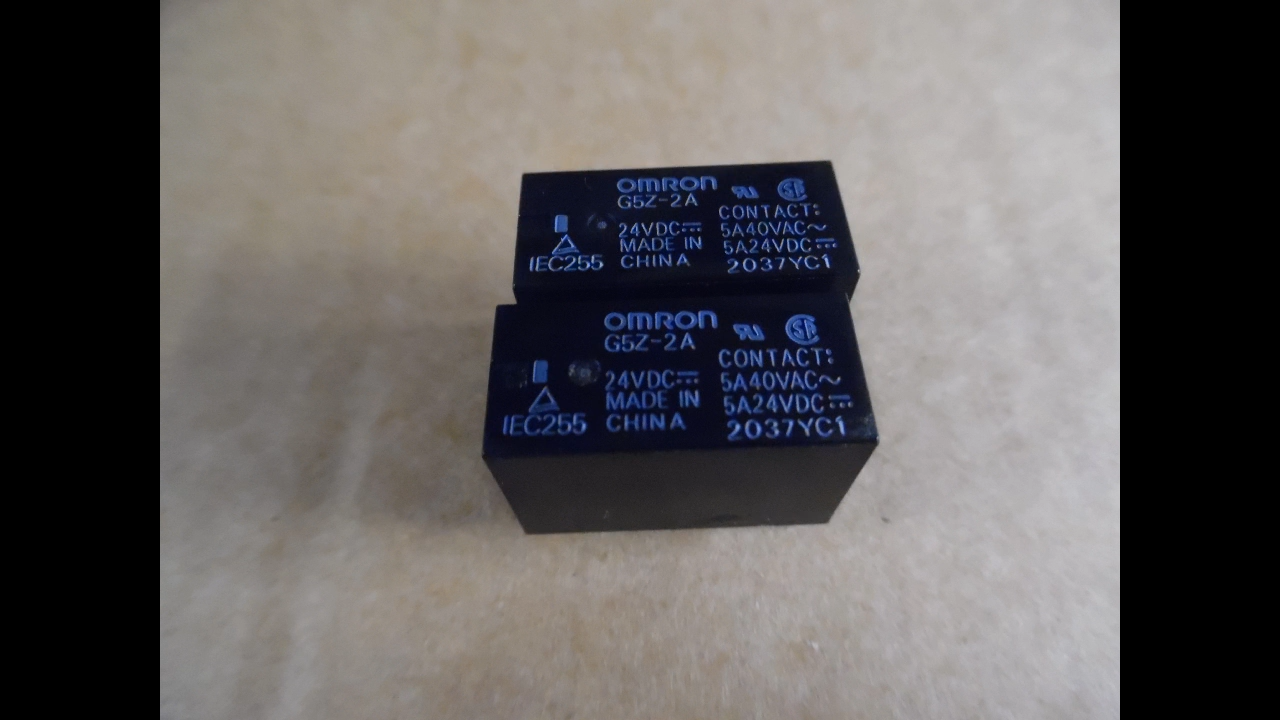 OMRON
G5Z-2A
24VDC
MADE IN
CHINA
IEC255
CONTACT:
5A40VAC~
5A24VDC
2037YC1
OMRON
G5Z-2A
24VDC
MADE IN
CHINA
IEC255
CONTACT:
5A40VAC~
5A24VDC
2037YC1